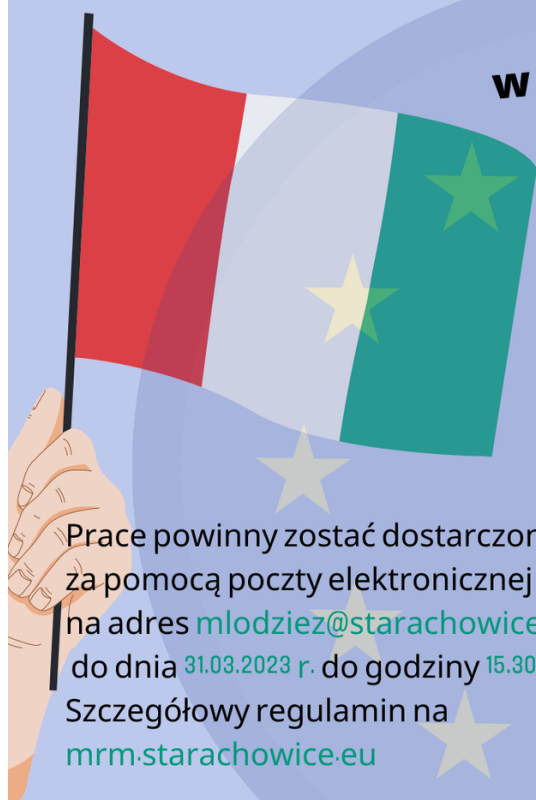 w
Prace powinny zostać dostarczon
za pomocą poczty elektronicznej
na adres mlodziez@starachowice
do dnia 31.03.2023 r. do godziny 15.30
Szczegółowy regulamin na
mrm.starachowice.eu